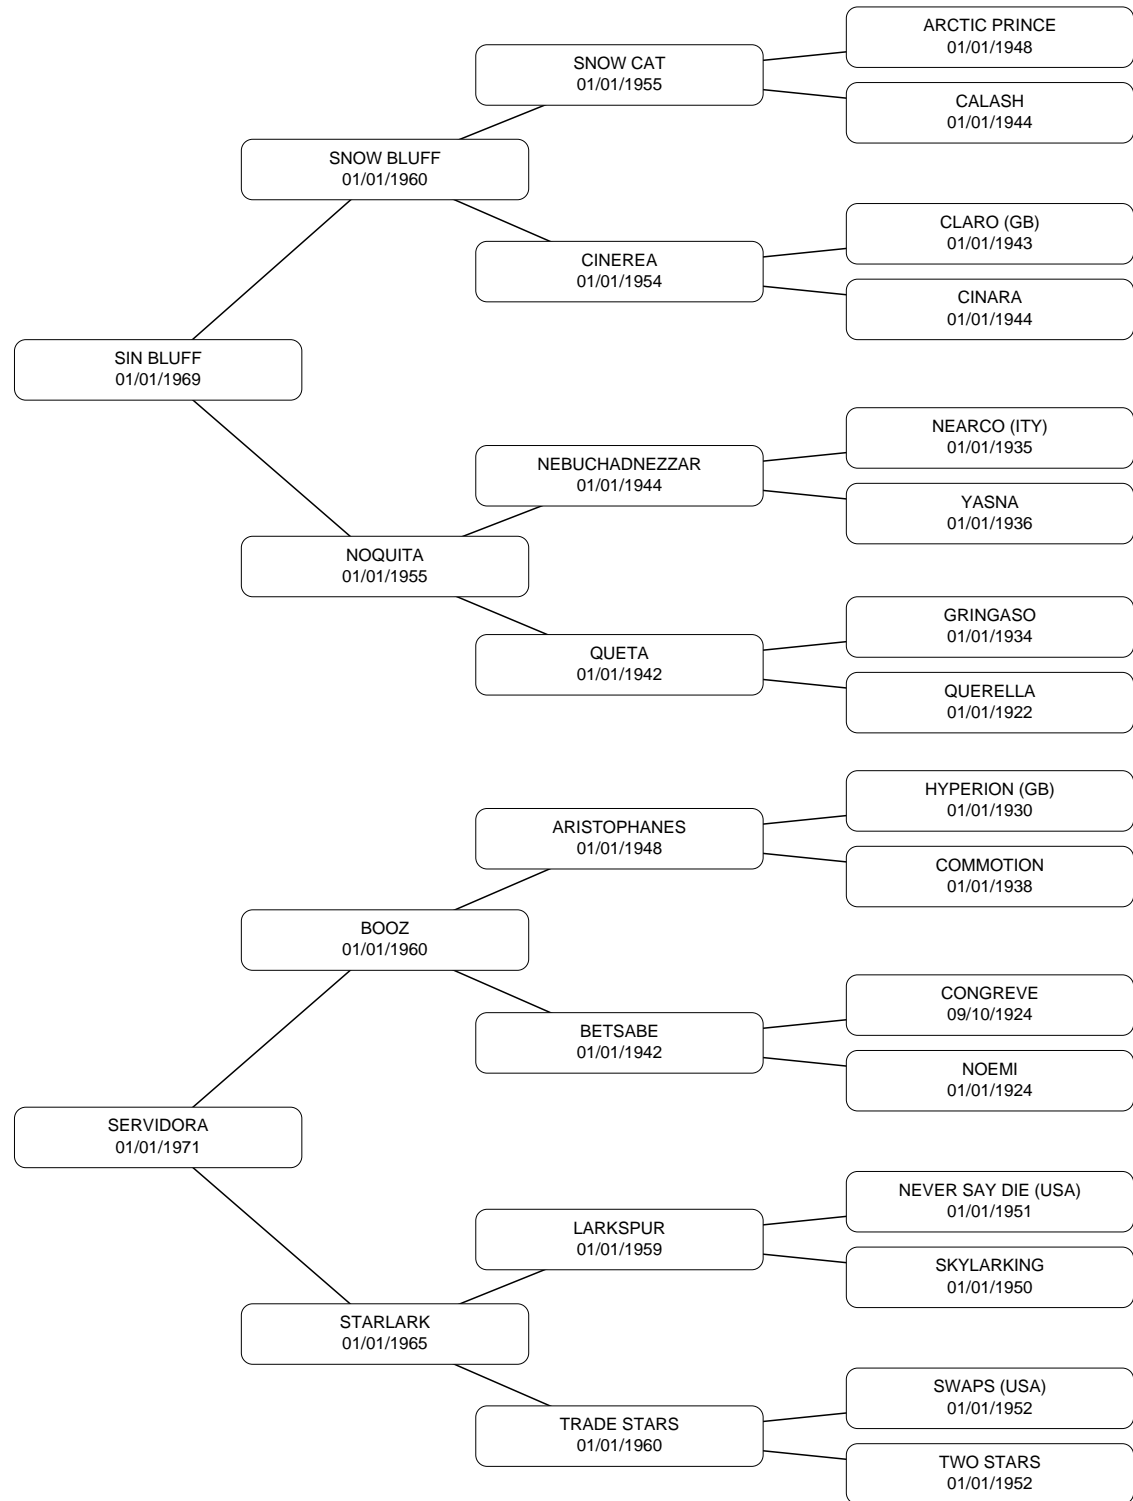 ARCTIC PRINCE
01/01/1948
SNOW CAT
01/01/1955
CALASH
01/01/1944
SNOW BLUFF
01/01/1960
CLARO (GB)
01/01/1943
CINEREA
01/01/1954
CINARA
01/01/1944
SIN BLUFF
01/01/1969
NEARCO (ITY)
01/01/1935
NEBUCHADNEZZAR
01/01/1944
YASNA
01/01/1936
NOQUITA
01/01/1955
GRINGASO
01/01/1934
QUETA
01/01/1942
QUERELLA
01/01/1922
HYPERION (GB)
01/01/1930
ARISTOPHANES
01/01/1948
COMMOTION
01/01/1938
BOOZ
01/01/1960
CONGREVE
09/10/1924
BETSABE
01/01/1942
NOEMI
01/01/1924
SERVIDORA
01/01/1971
NEVER SAY DIE (USA)
01/01/1951
LARKSPUR
01/01/1959
SKYLARKING
01/01/1950
STARLARK
01/01/1965
SWAPS (USA)
01/01/1952
TRADE STARS
01/01/1960
TWO STARS
01/01/1952